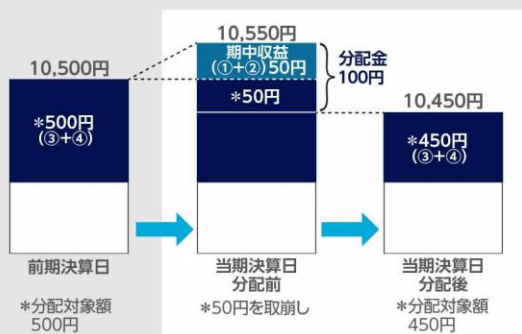 10,500円
*500円
(③+④)
前期決算日
*分配対象額
500円
10,550円
期中収益
(①+②)50円
*50円
分配金
100円
当期決算日
分配前
*50円を取崩し
10,450円
*450円
(③+④)
当期決算日
分配後
*分配対象額
450円